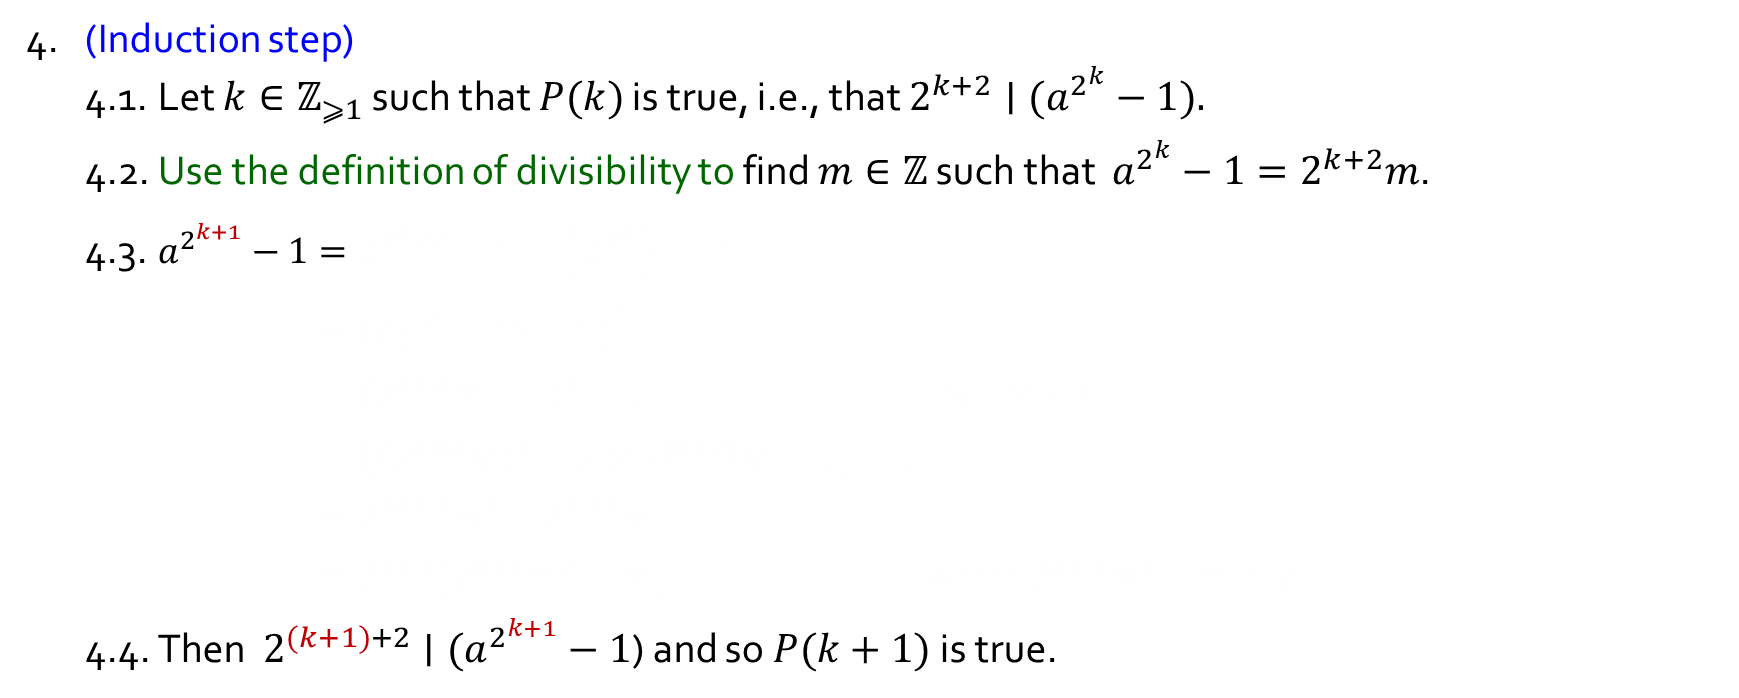 4. (Induction step)
4.1. Let k ∈ ℤ⩾1 such that P(k) is true, i.e., that 2^{k+2} ∣ (a^{2^k} − 1).
4.2. Use the definition of divisibility to find m ∈ ℤ such that a^{2^k} − 1 = 2^{k+2}m.
4.3. a^{2^{k+1}} − 1 =
4.4. Then 2^{(k+1)+2} ∣ (a^{2^{k+1}} − 1) and so P(k + 1) is true.